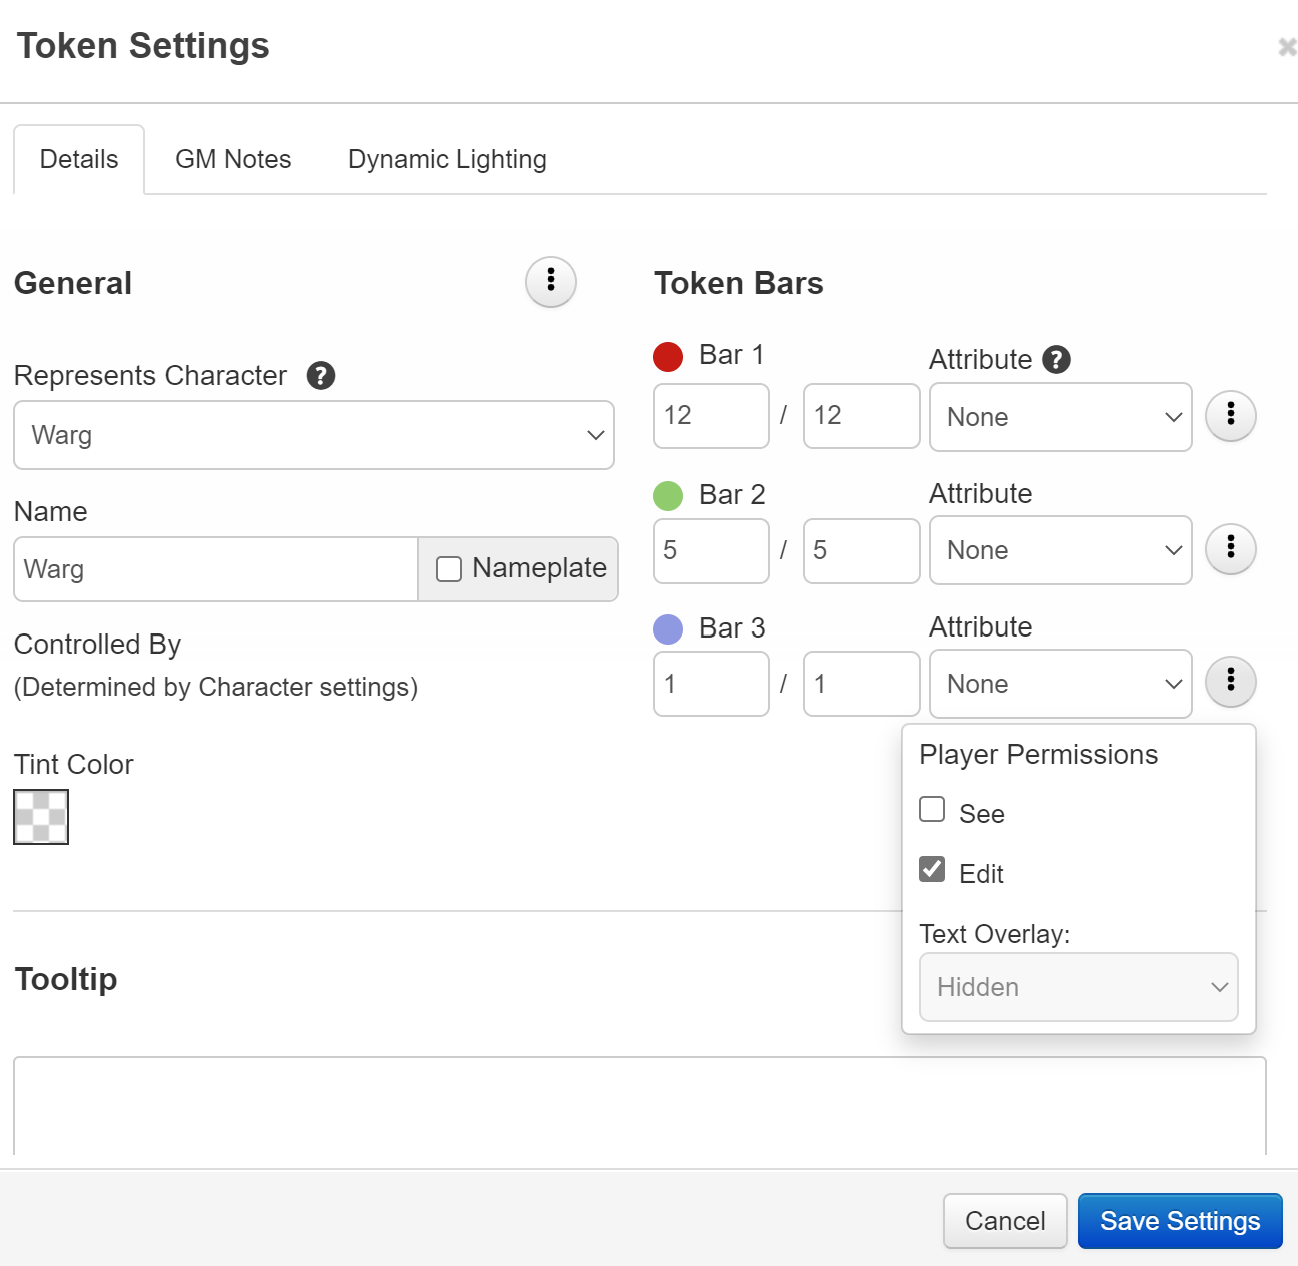 Token Settings
Details
GM Notes
Dynamic Lighting
General
Represents Character
Warg
Name
Warg
Nameplate
Controlled By
(Determined by Character settings)
Tint Color
Token Bars
Bar 1
Attribute
12 / 12
None
Bar 2
Attribute
5 / 5
None
Bar 3
Attribute
1 / 1
None
Player Permissions
See
Edit
Text Overlay:
Hidden
Tooltip
Cancel
Save Settings